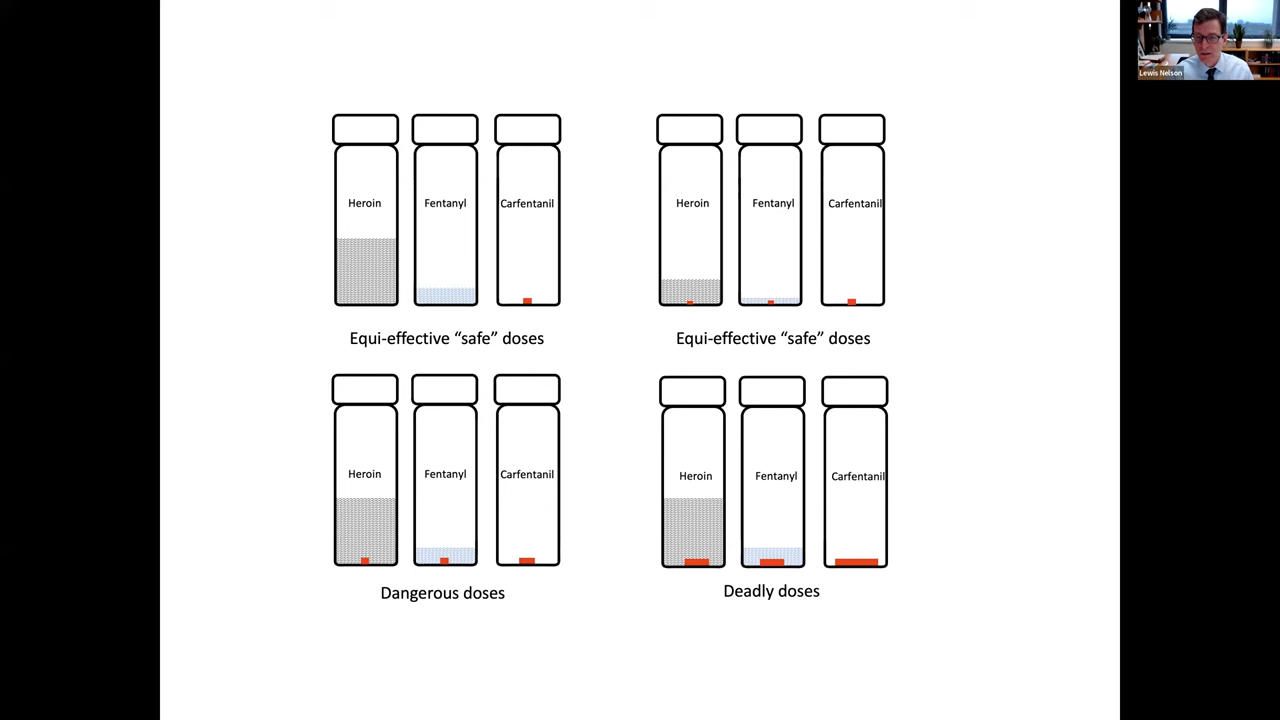 Lewis Nelson
Heroin Fentanyl Carfentanil
Equi-effective “safe” doses
Heroin Fentanyl Carfentanil
Equi-effective “safe” doses
Heroin Fentanyl Carfentanil
Dangerous doses
Heroin Fentanyl Carfentanil
Deadly doses